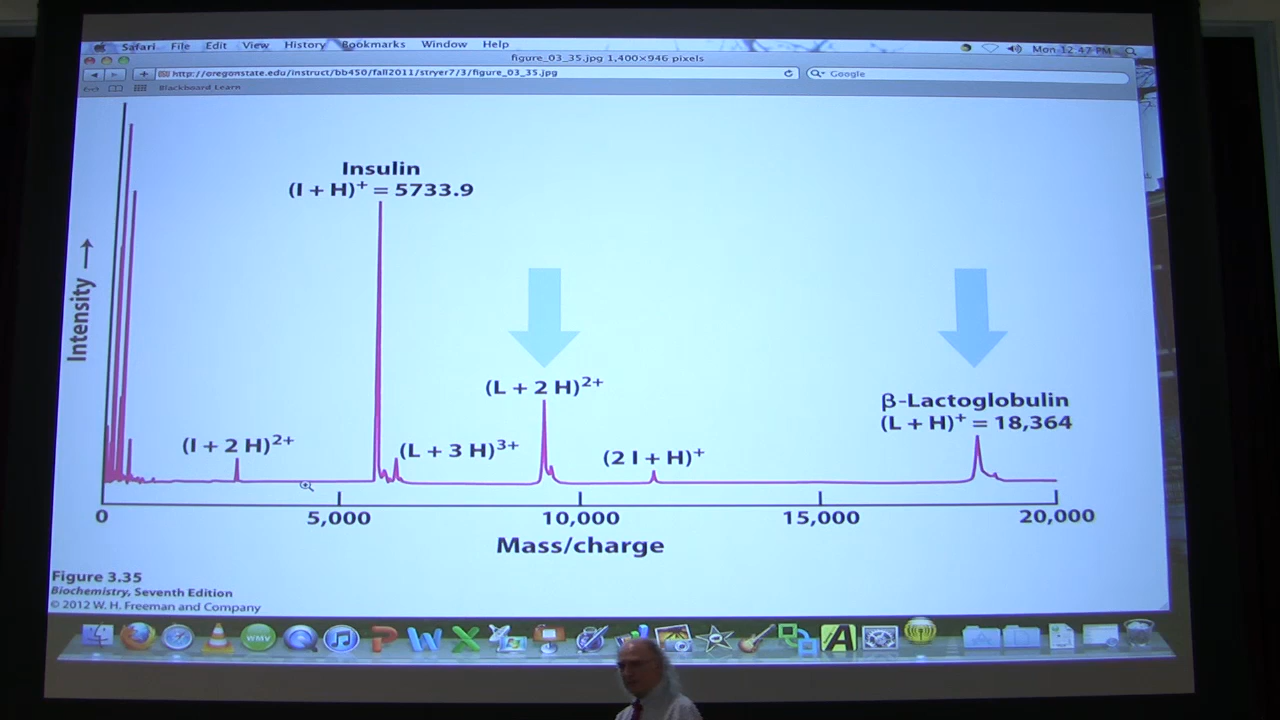 Safari File Edit View History Bookmarks Window Help
Mon 12:47 PM
figure_03_35.jpg 1,400×946 pixels
http://oregonstate.edu/instruct/bb450/fall2011/stryer7/3/figure_03_35.jpg
Google
Blackboard Learn
Insulin
(I + H)⁺ = 5733.9
Intensity →
(L + 2 H)²⁺
β-Lactoglobulin
(L + H)⁺ = 18,364
(I + 2 H)²⁺
(L + 3 H)³⁺
(2 I + H)⁺
0 5,000 10,000 15,000 20,000
Mass/charge
Figure 3.35
Biochemistry, Seventh Edition
© 2012 W. H. Freeman and Company
WMV